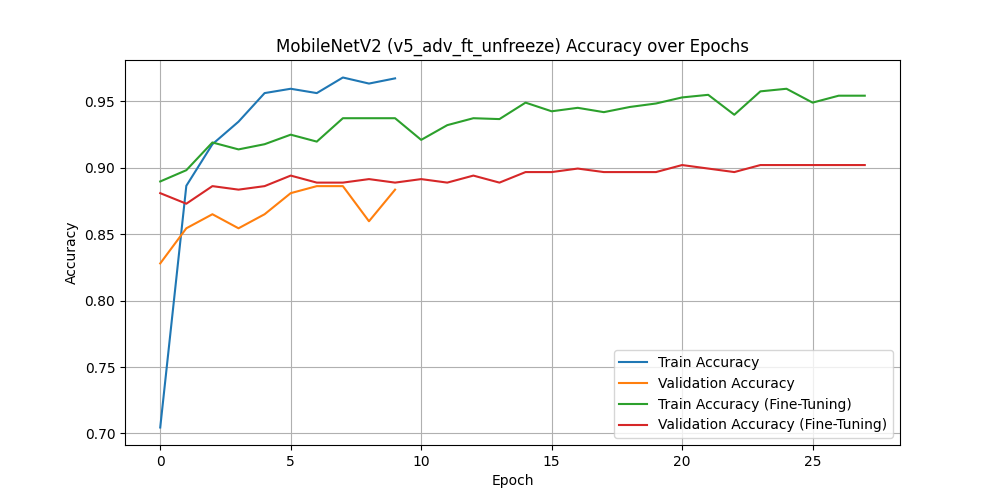 MobileNetV2 (v5_adv_ft_unfreeze) Accuracy over Epochs
Accuracy
0.95
0.90
0.85
0.80
0.75
0.70
0 5 10 15 20 25
Epoch
Train Accuracy
Validation Accuracy
Train Accuracy (Fine-Tuning)
Validation Accuracy (Fine-Tuning)